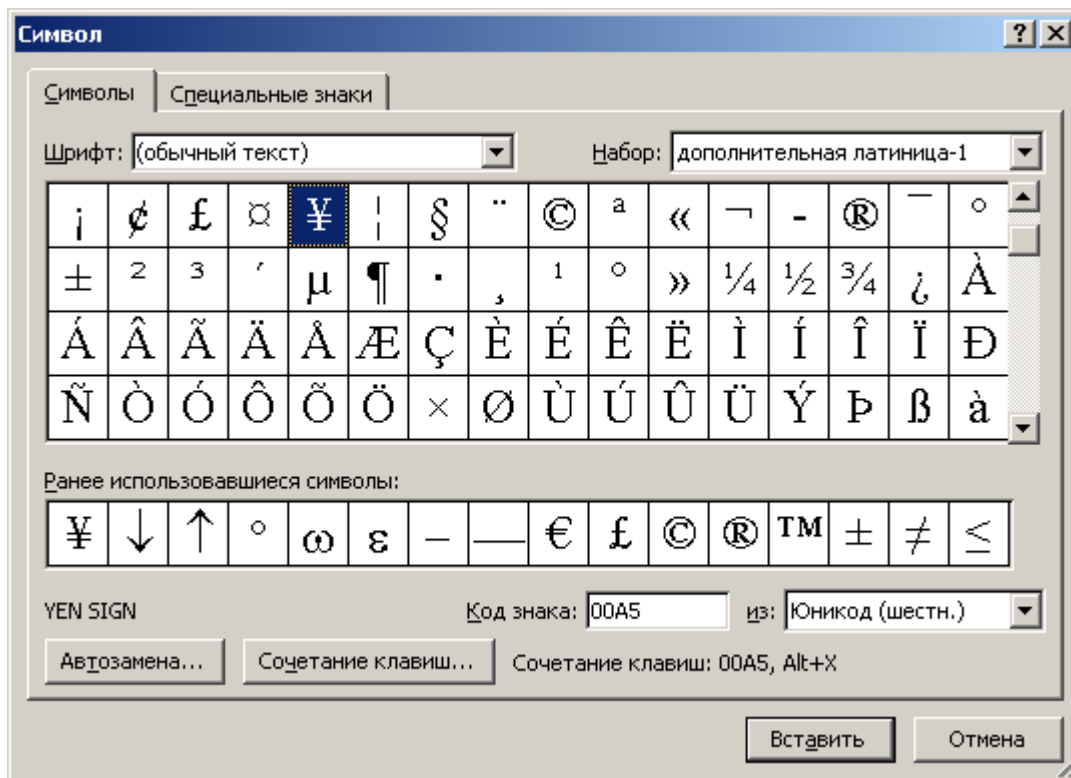 Символ
Символы Специальные знаки
Шрифт: (обычный текст) Набор: дополнительная латиница-1
¡ ¢ £ ¤ ¥ ¦ § ¨ © ª « ¬ - ® ¯ °
± ² ³ ´ µ ¶ · ¸ ¹ º » ¼ ½ ¾ ¿ À
Á Â Ã Ä Å Æ Ç È É Ê Ë Ì Í Î Ï Ð
Ñ Ò Ó Ô Õ Ö × Ø Ù Ú Û Ü Ý Þ ß à
Ранее использовавшиеся символы:
¥ ↓ ↑ ° ω ε – — € £ © ® ™ ± ≠ ≤
YEN SIGN Код знака: 00A5 из: Юникод (шестн.)
Автозамена... Сочетание клавиш... Сочетание клавиш: 00A5, Alt+X
Вставить Отмена